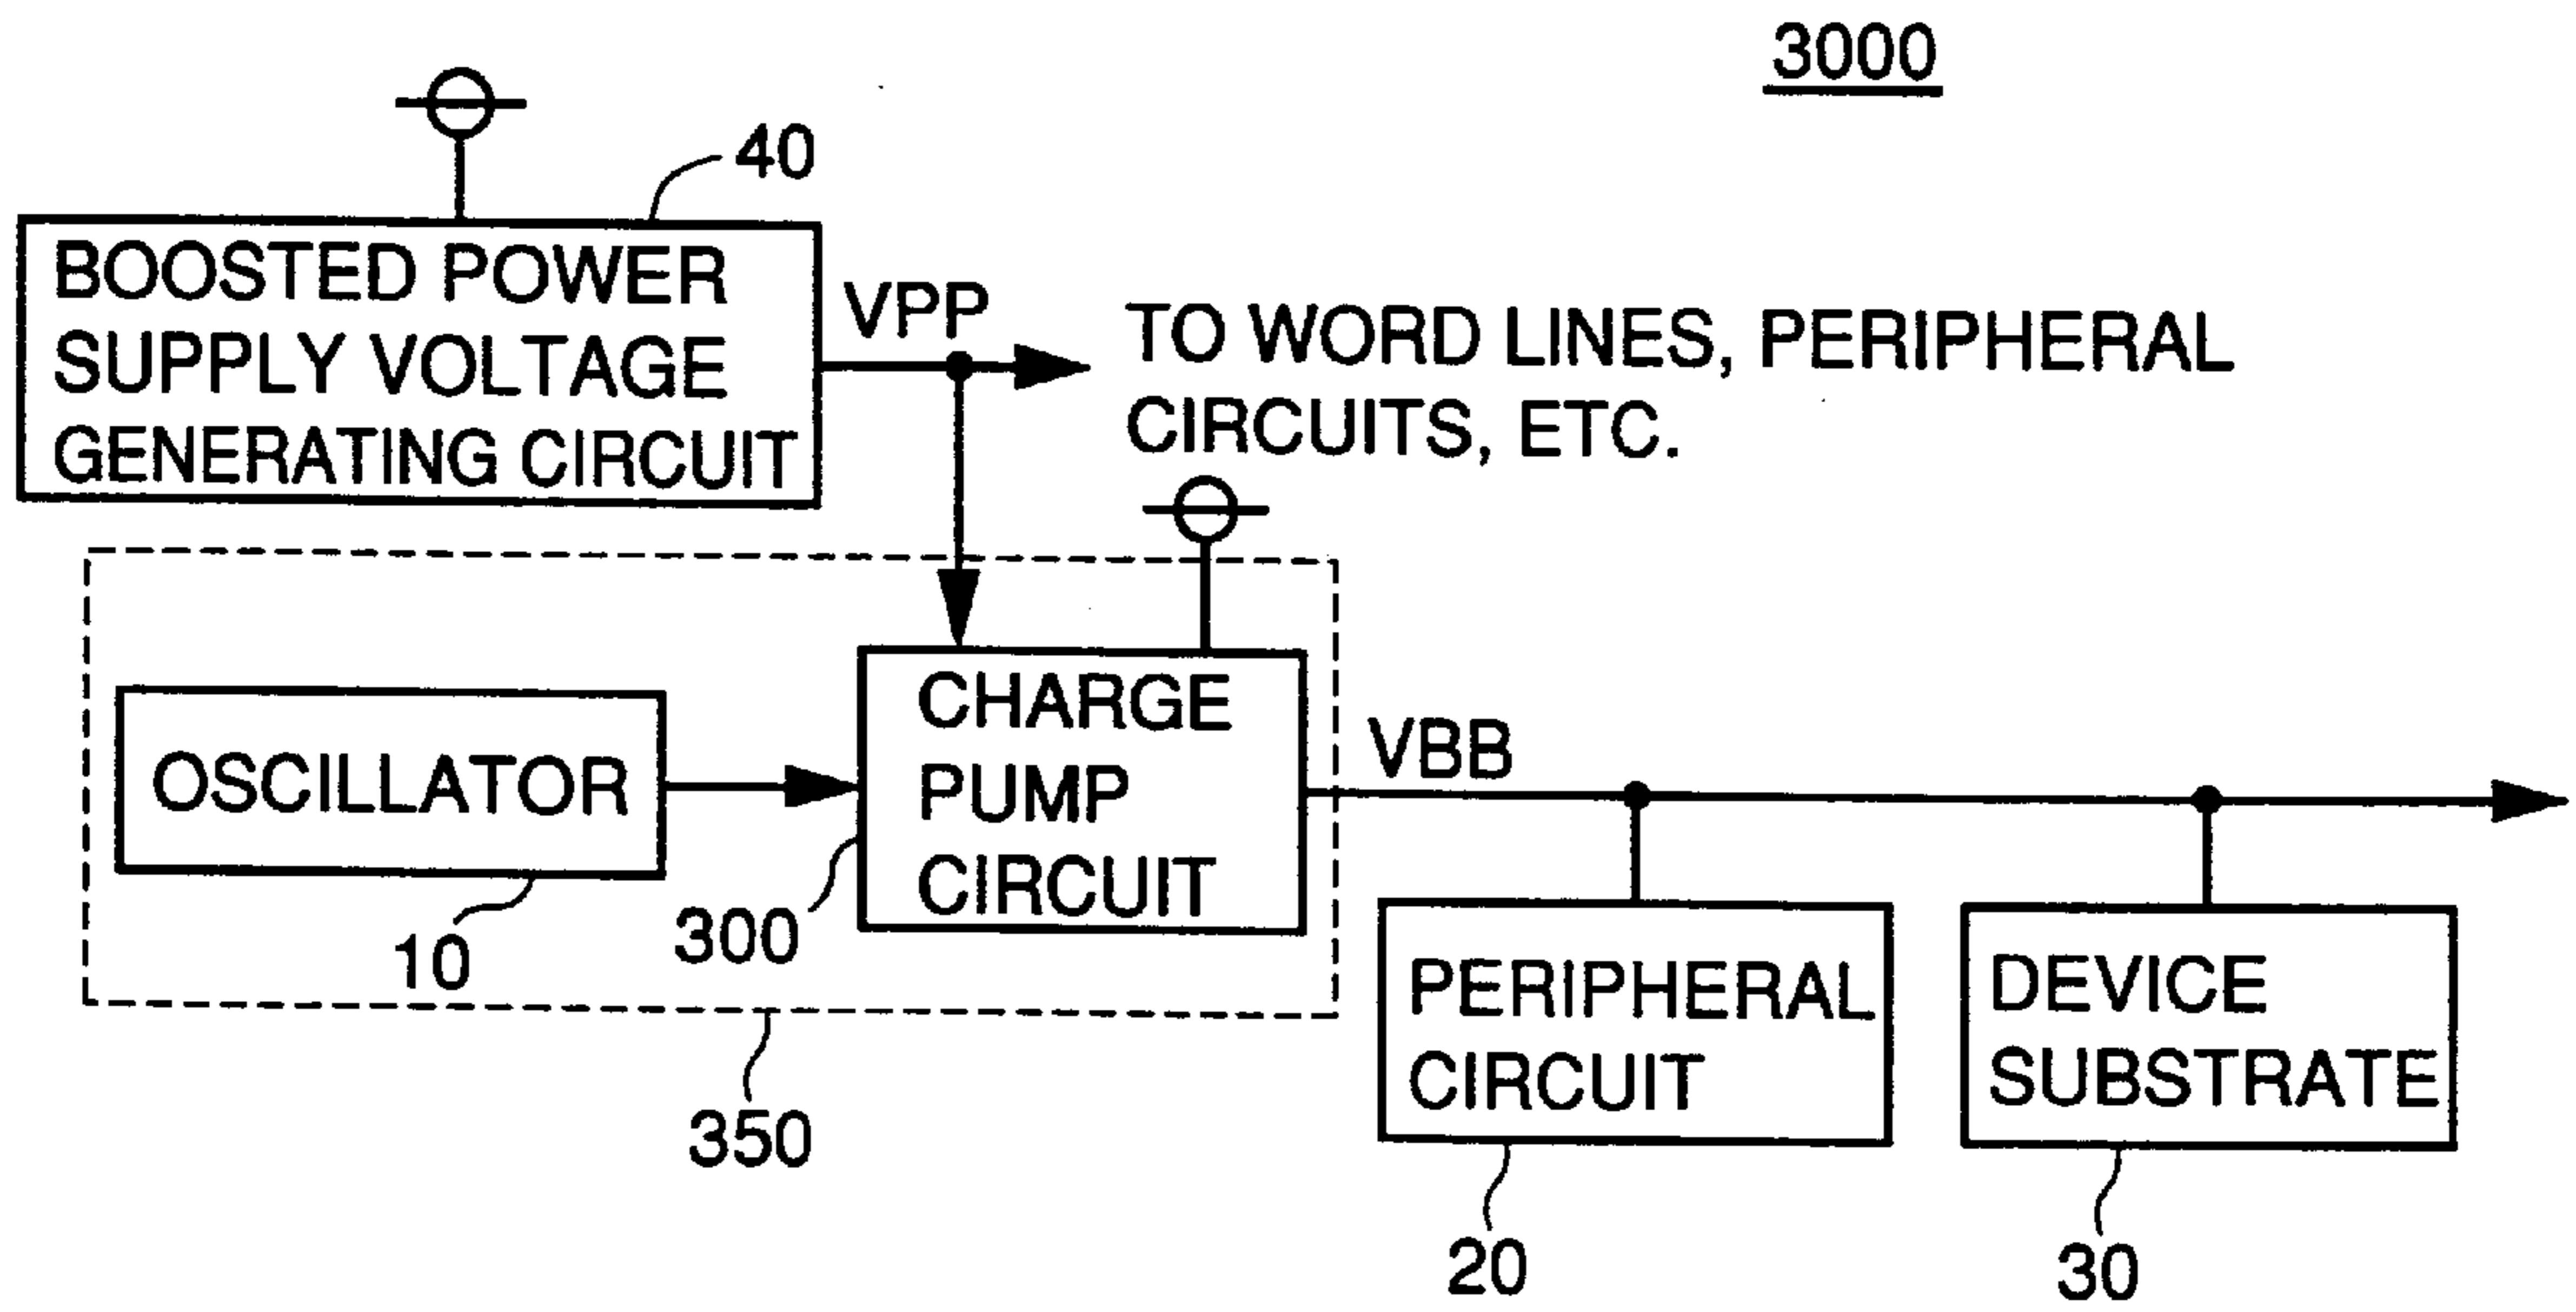 3000
40
BOOSTED POWER
SUPPLY VOLTAGE
GENERATING CIRCUIT
VPP
TO WORD LINES, PERIPHERAL
CIRCUITS, ETC.
OSCILLATOR
10
CHARGE
PUMP
CIRCUIT
300
350
VBB
PERIPHERAL
CIRCUIT
20
DEVICE
SUBSTRATE
30